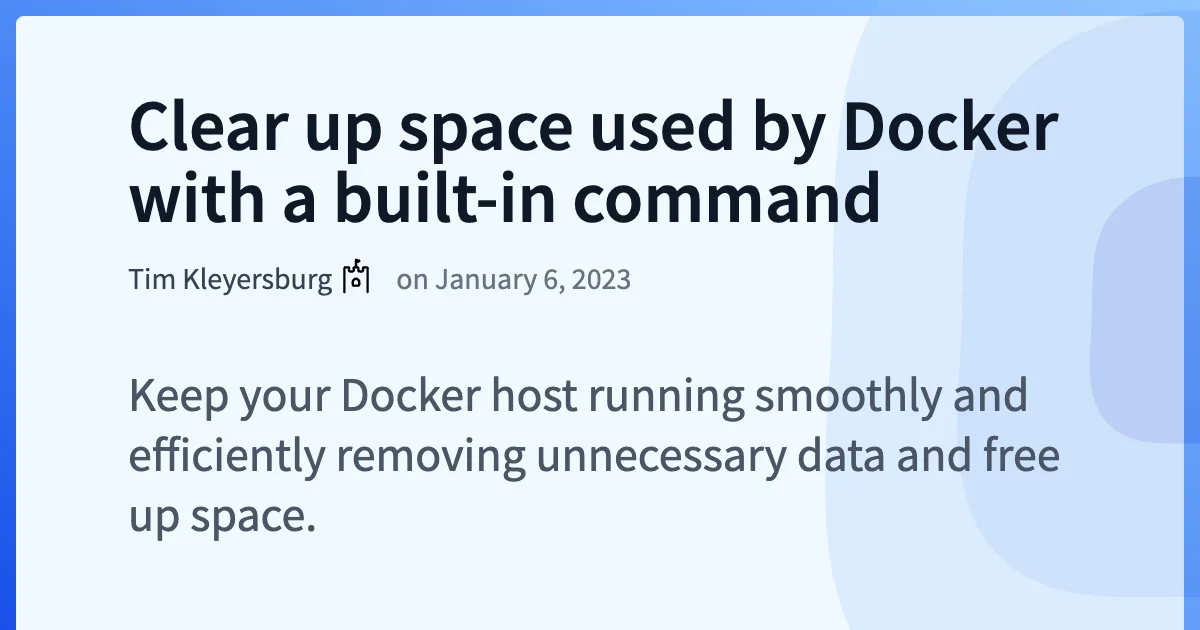 Clear up space used by Docker
with a built-in command
Tim Kleyersburg on January 6, 2023
Keep your Docker host running smoothly and
efficiently removing unnecessary data and free
up space.